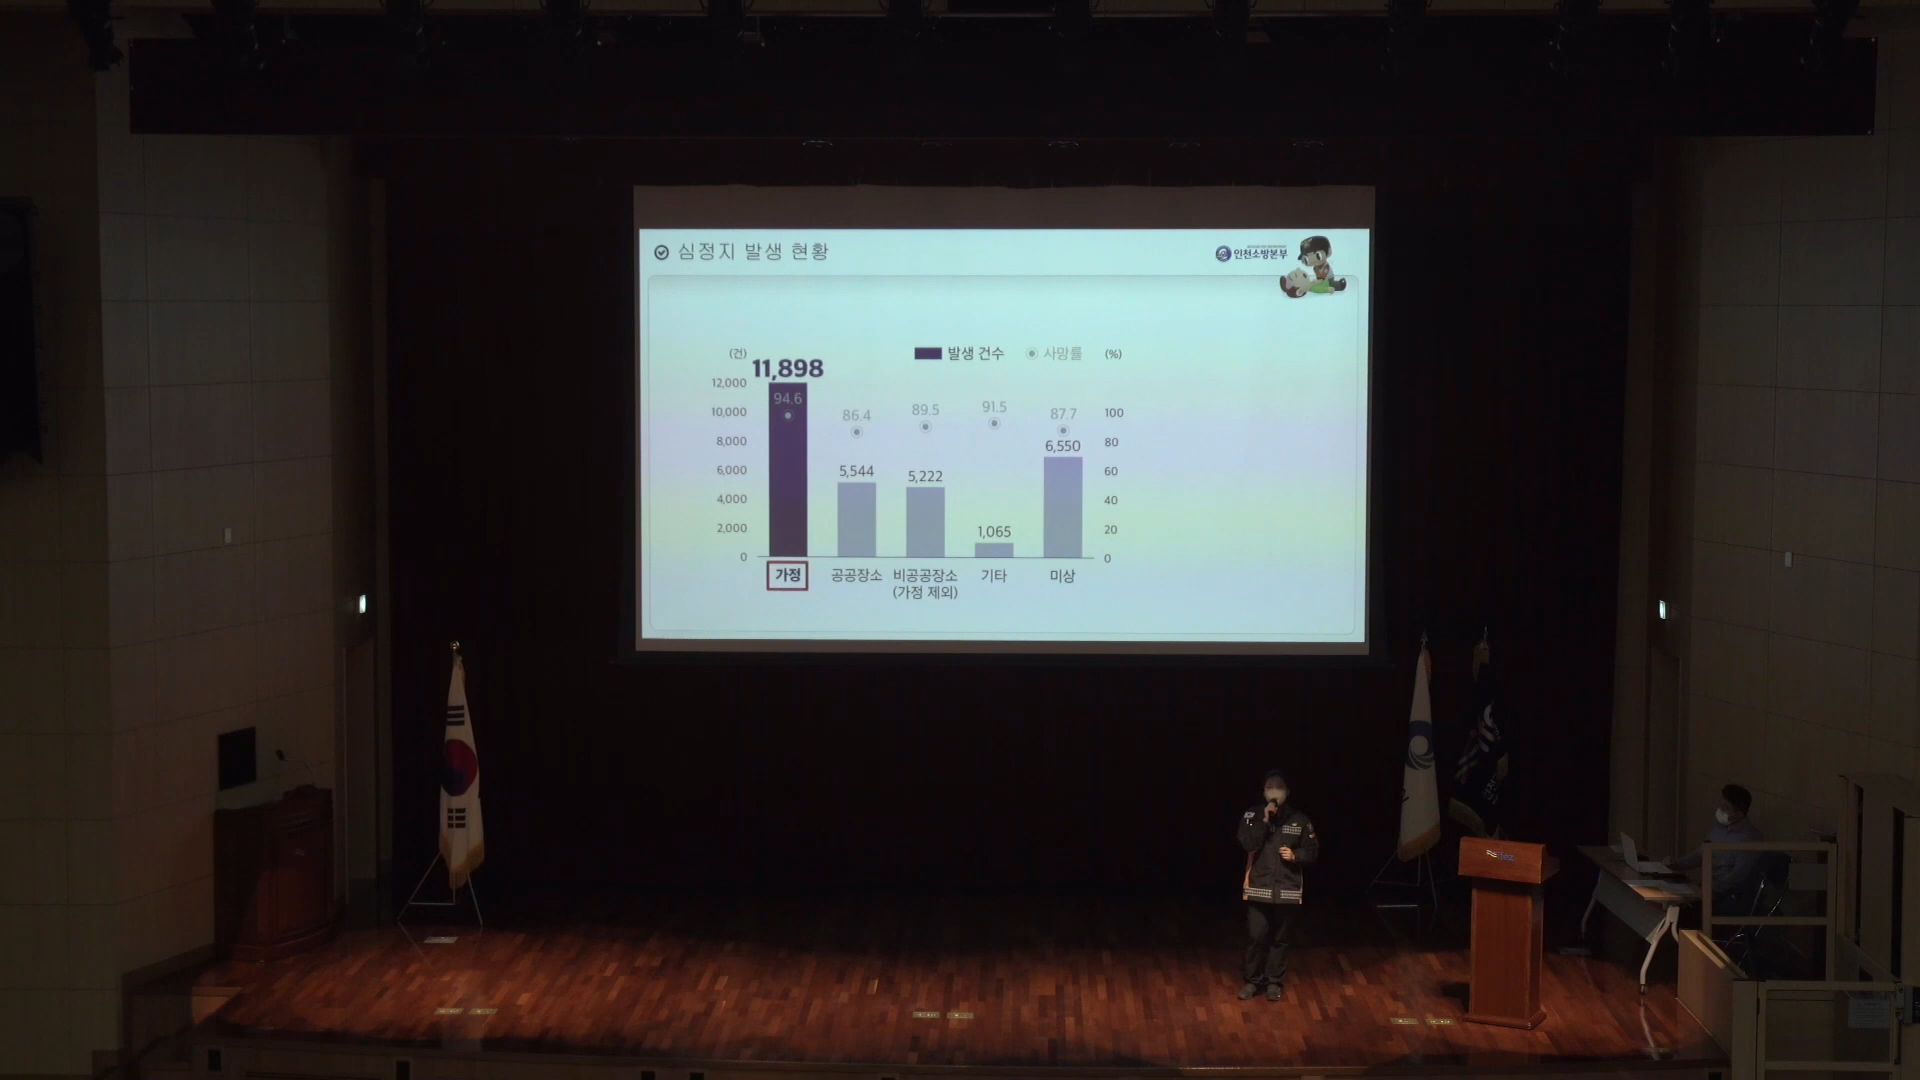 심정지 발생 현황
인천소방본부
(건)
발생 건수
사망률
(%)
11,898
12,000
10,000
8,000
6,000
4,000
2,000
0
94.6
86.4
89.5
91.5
87.7
5,544
5,222
1,065
6,550
100
80
60
40
20
0
가정
공공장소
비공공장소
(가정 제외)
기타
미상